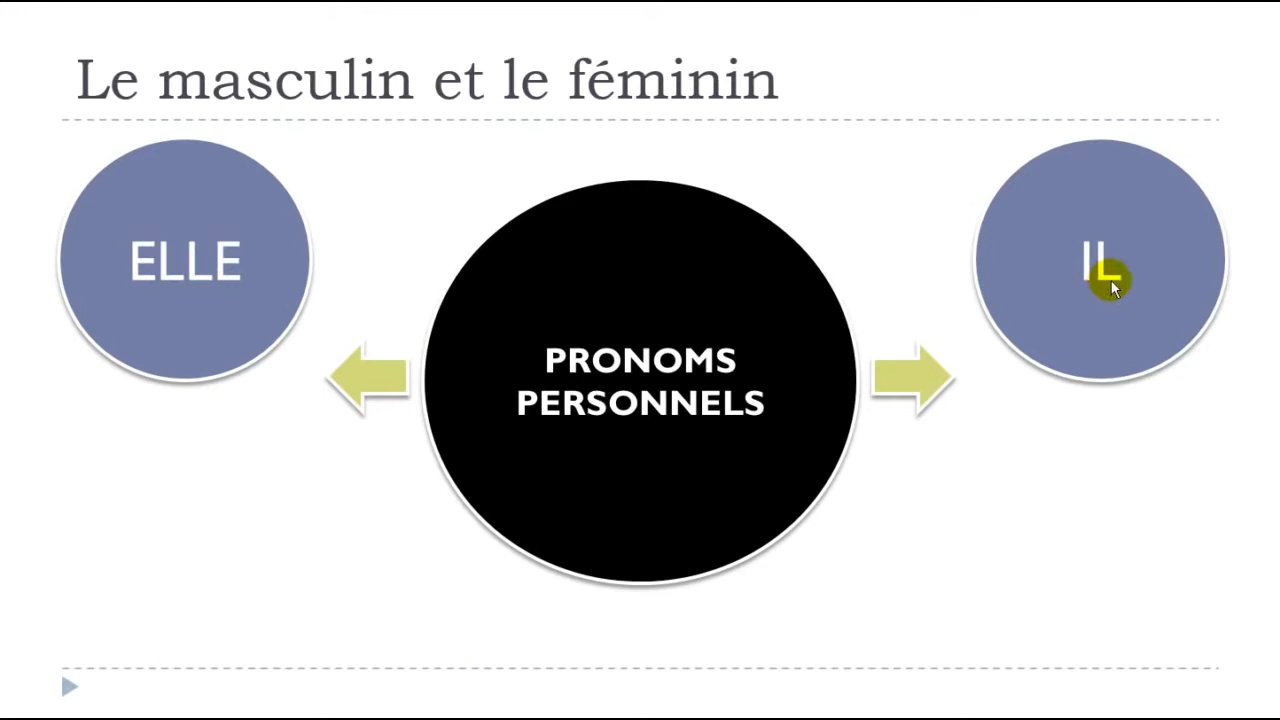 Le masculin et le féminin
ELLE
IL
PRONOMS
PERSONNELS